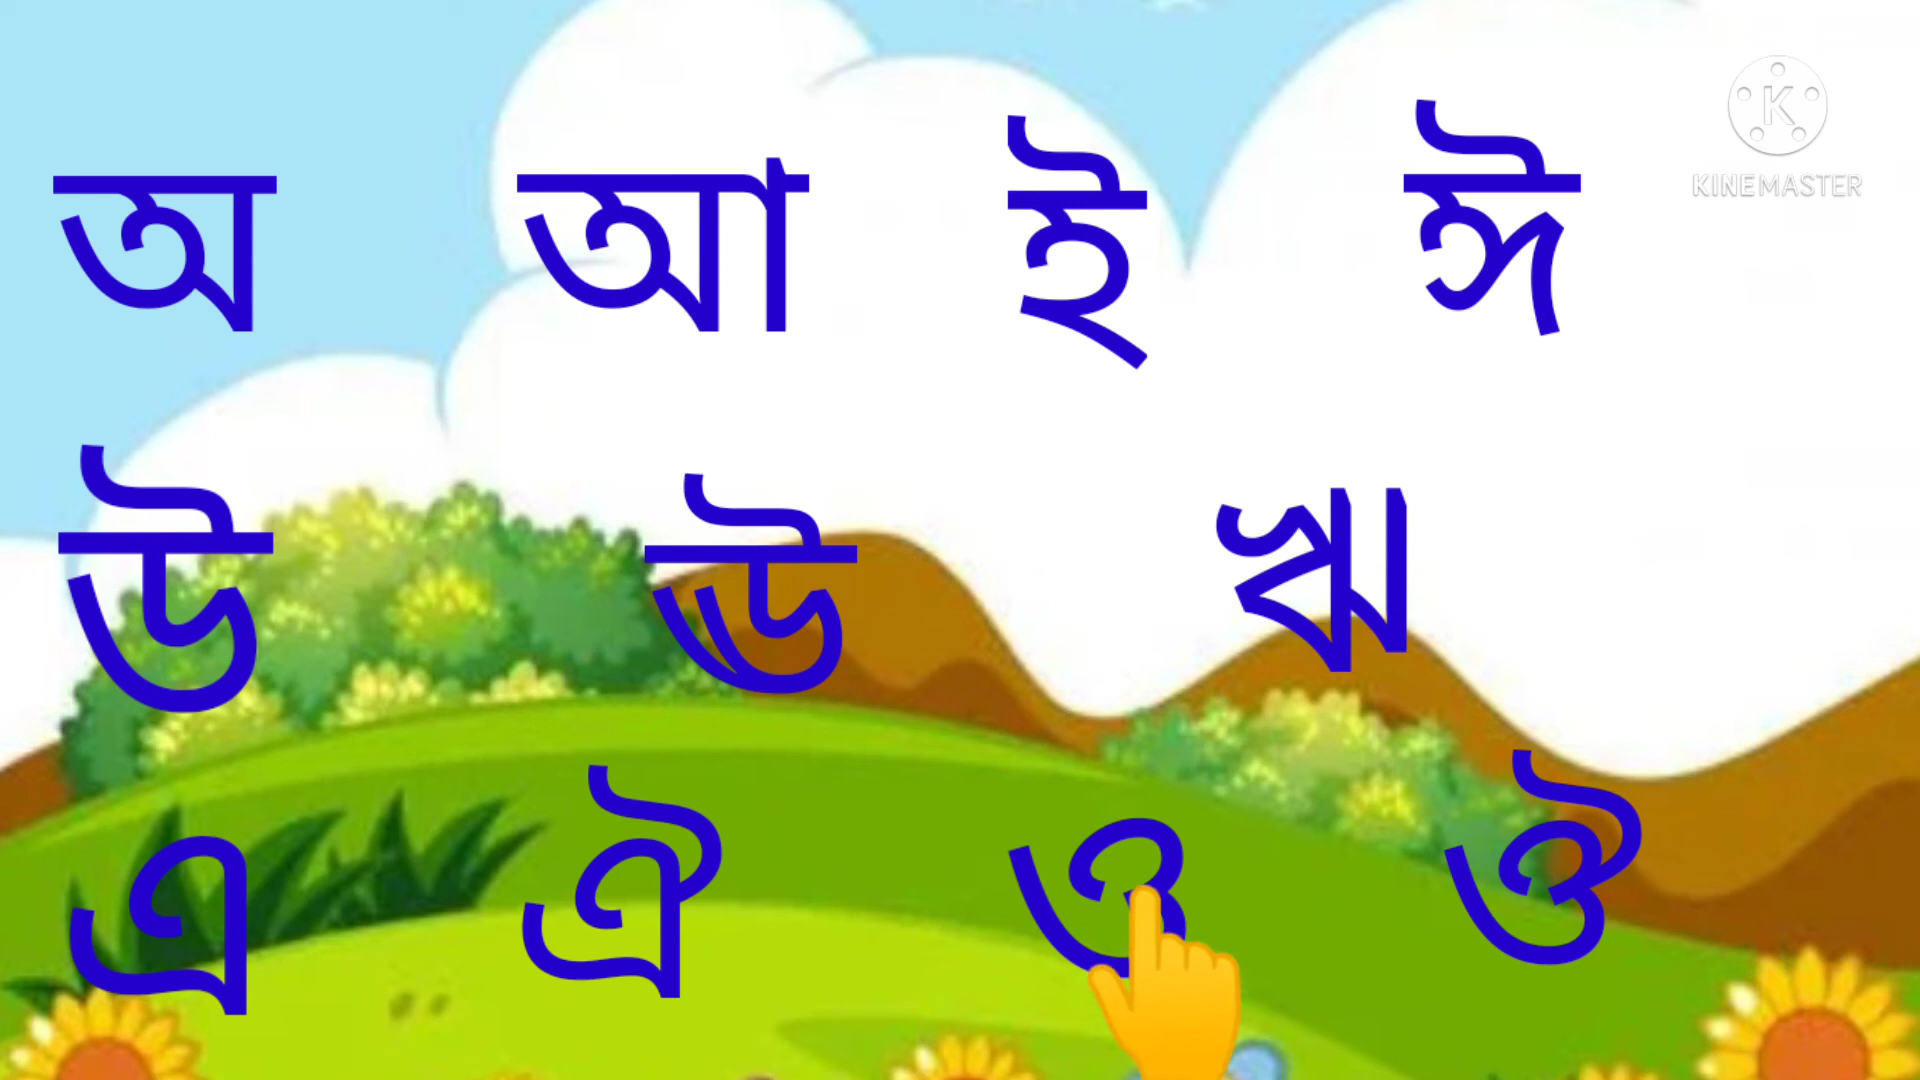 অ আ ই ঈ
উ ঊ ঋ
এ ঐ ও ঔ
K
KINEMASTER